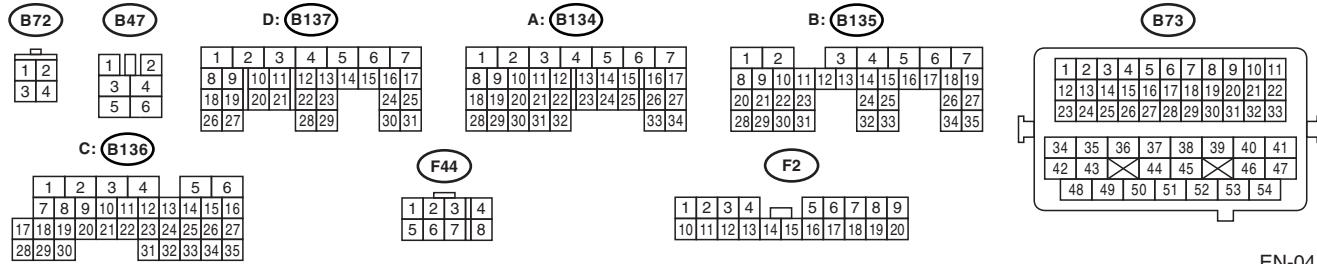 B72 B47 D: B137 A: B134 B: B135 B73
1 2
3 4
1 2
3 4
5 6
1 2 3 4 5 6 7
8 9 10 11 12 13 14 15 16 17
18 19 20 21 22 23 24 25
26 27 28 29 30 31
1 2 3 4 5 6 7
8 9 10 11 12 13 14 15 16 17
18 19 20 21 22 23 24 25 26 27
28 29 30 31 32 33 34
1 2 3 4 5 6 7
8 9 10 11 12 13 14 15 16 17 18 19
20 21 22 23 24 25 26 27
28 29 30 31 32 33 34 35
1 2 3 4 5 6 7 8 9 10 11
12 13 14 15 16 17 18 19 20 21 22
23 24 25 26 27 28 29 30 31 32 33
34 35 36 37 38 39 40 41
42 43 44 45 46 47
48 49 50 51 52 53 54
C: B136
1 2 3 4 5 6
7 8 9 10 11 12 13 14 15 16
17 18 19 20 21 22 23 24 25 26 27
28 29 30 31 32 33 34 35
F44
1 2 3 4
5 6 7 8
F2
1 2 3 4 5 6 7 8 9
10 11 12 13 14 15 16 17 18 19 20